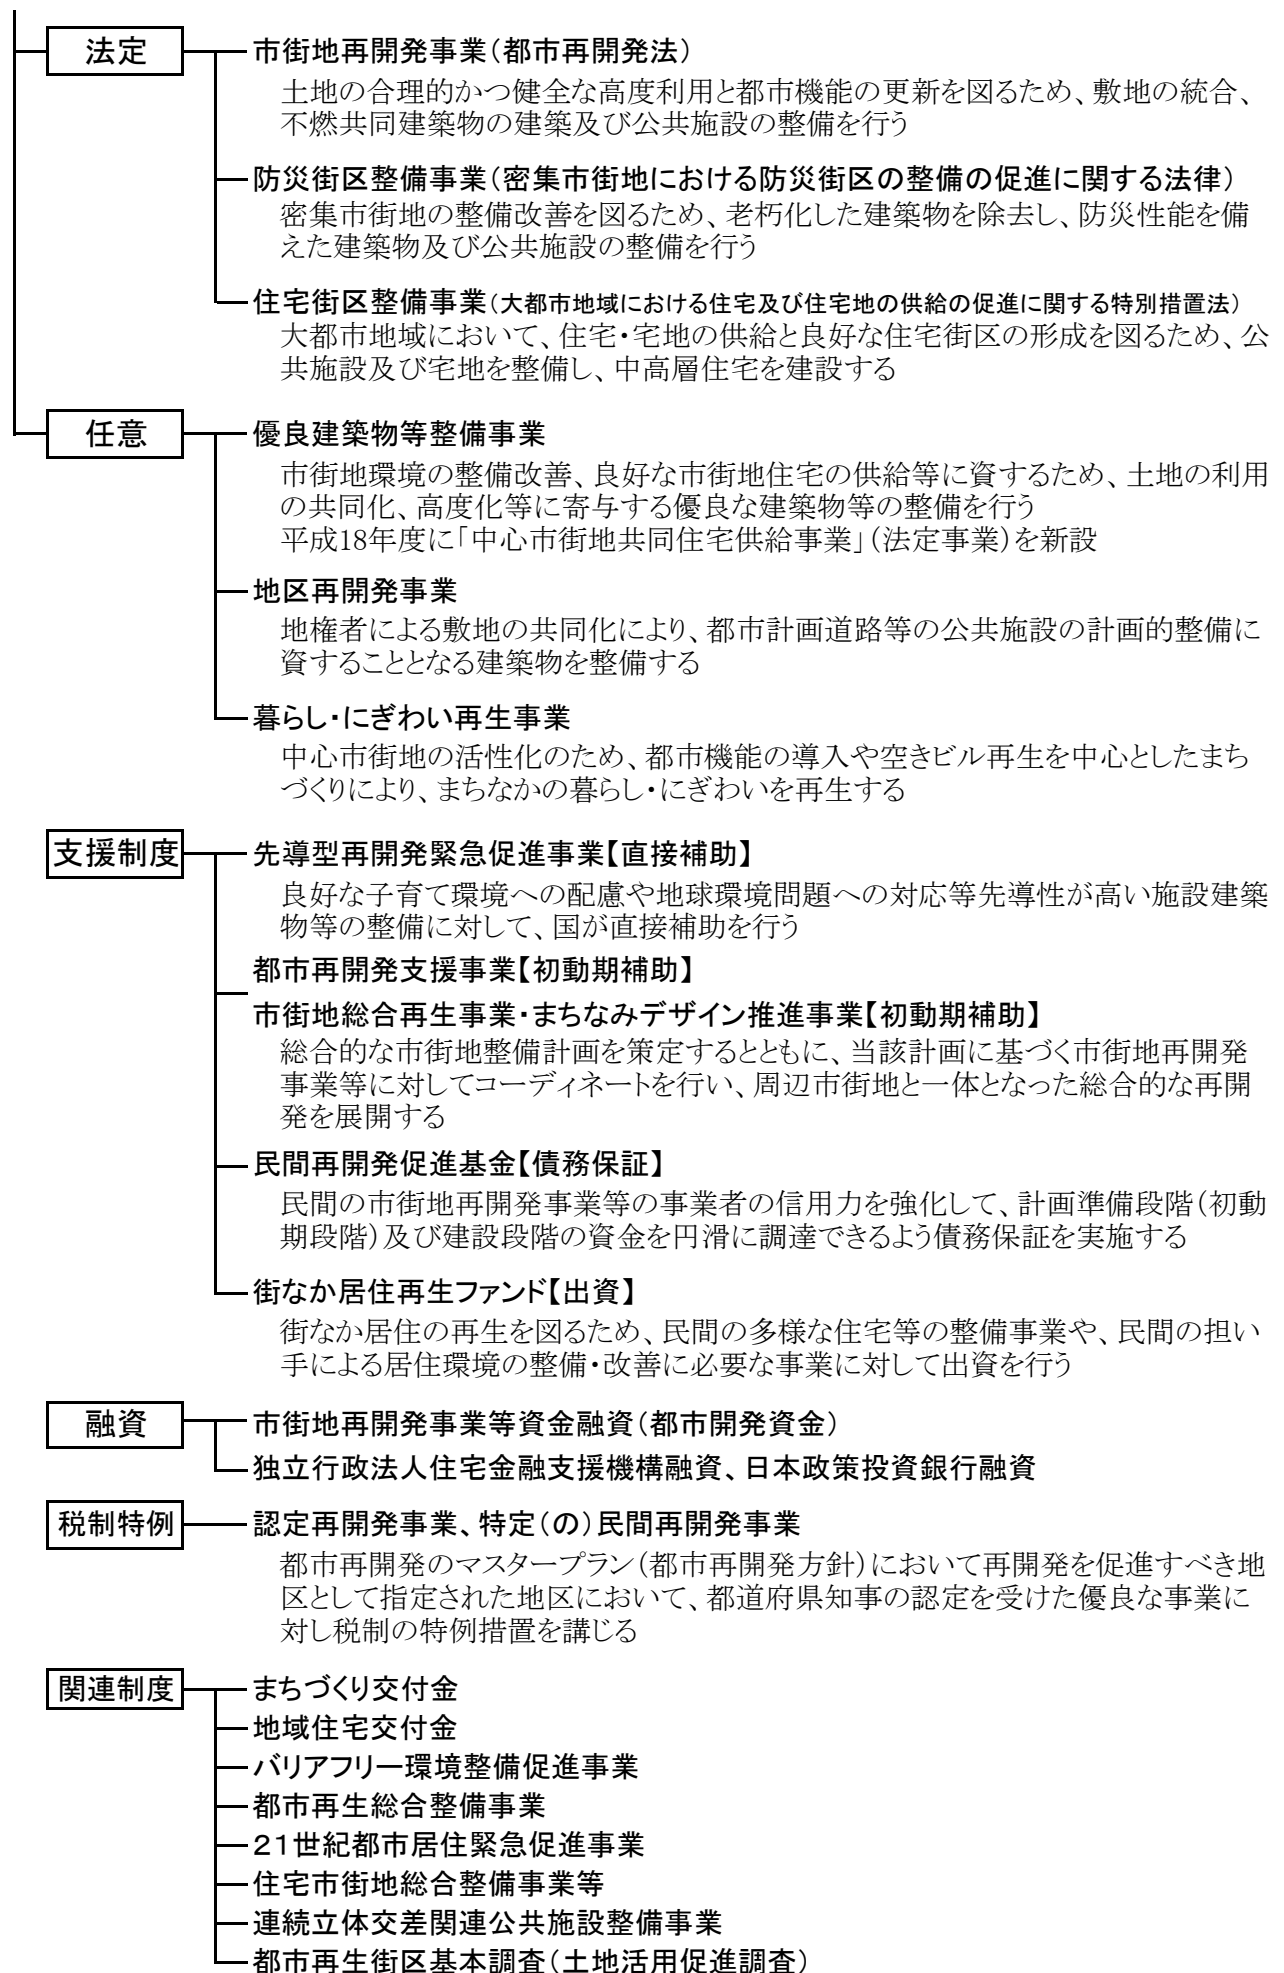 法定
市街地再開発事業（都市再開発法）
土地の合理的かつ健全な高度利用と都市機能の更新を図るため、敷地の統合、
不燃共同建築物の建築及び公共施設の整備を行う
防災街区整備事業（密集市街地における防災街区の整備の促進に関する法律）
密集市街地の整備改善を図るため、老朽化した建築物を除去し、防災性能を備
えた建築物及び公共施設の整備を行う
住宅街区整備事業（大都市地域における住宅及び住宅地の供給の促進に関する特別措置法）
大都市地域において、住宅・宅地の供給と良好な住宅街区の形成を図るため、公
共施設及び宅地を整備し、中高層住宅を建設する
任意
優良建築物等整備事業
市街地環境の整備改善、良好な市街地住宅の供給等に資するため、土地の利用
の共同化、高度化等に寄与する優良な建築物等の整備を行う
平成18年度に「中心市街地共同住宅供給事業」（法定事業）を新設
地区再開発事業
地権者による敷地の共同化により、都市計画道路等の公共施設の計画的整備に
資することとなる建築物を整備する
暮らし・にぎわい再生事業
中心市街地の活性化のため、都市機能の導入や空きビル再生を中心としたまち
づくりにより、まちなかの暮らし・にぎわいを再生する
支援制度
先導型再開発緊急促進事業【直接補助】
良好な子育て環境への配慮や地球環境問題への対応等先導性が高い施設建築
物等の整備に対して、国が直接補助を行う
都市再開発支援事業【初動期補助】
市街地総合再生事業・まちなみデザイン推進事業【初動期補助】
総合的な市街地整備計画を策定するとともに、当該計画に基づく市街地再開発
事業等に対してコーディネートを行い、周辺市街地と一体となった総合的な再開
発を展開する
民間再開発促進基金【債務保証】
民間の市街地再開発事業等の事業者の信用力を強化して、計画準備段階（初動
期段階）及び建設段階の資金を円滑に調達できるよう債務保証を実施する
街なか居住再生ファンド【出資】
街なか居住の再生を図るため、民間の多様な住宅等の整備事業や、民間の担い
手による居住環境の整備・改善に必要な事業に対して出資を行う
融資
市街地再開発事業等資金融資（都市開発資金）
独立行政法人住宅金融支援機構融資、日本政策投資銀行融資
税制特例
認定再開発事業、特定（の）民間再開発事業
都市再開発のマスタープラン（都市再開発方針）において再開発を促進すべき地
区として指定された地区において、都道府県知事の認定を受けた優良な事業に
対し税制の特例措置を講じる
関連制度
まちづくり交付金
地域住宅交付金
バリアフリー環境整備促進事業
都市再生総合整備事業
２１世紀都市居住緊急促進事業
住宅市街地総合整備事業等
連続立体交差関連公共施設整備事業
都市再生街区基本調査（土地活用促進調査）